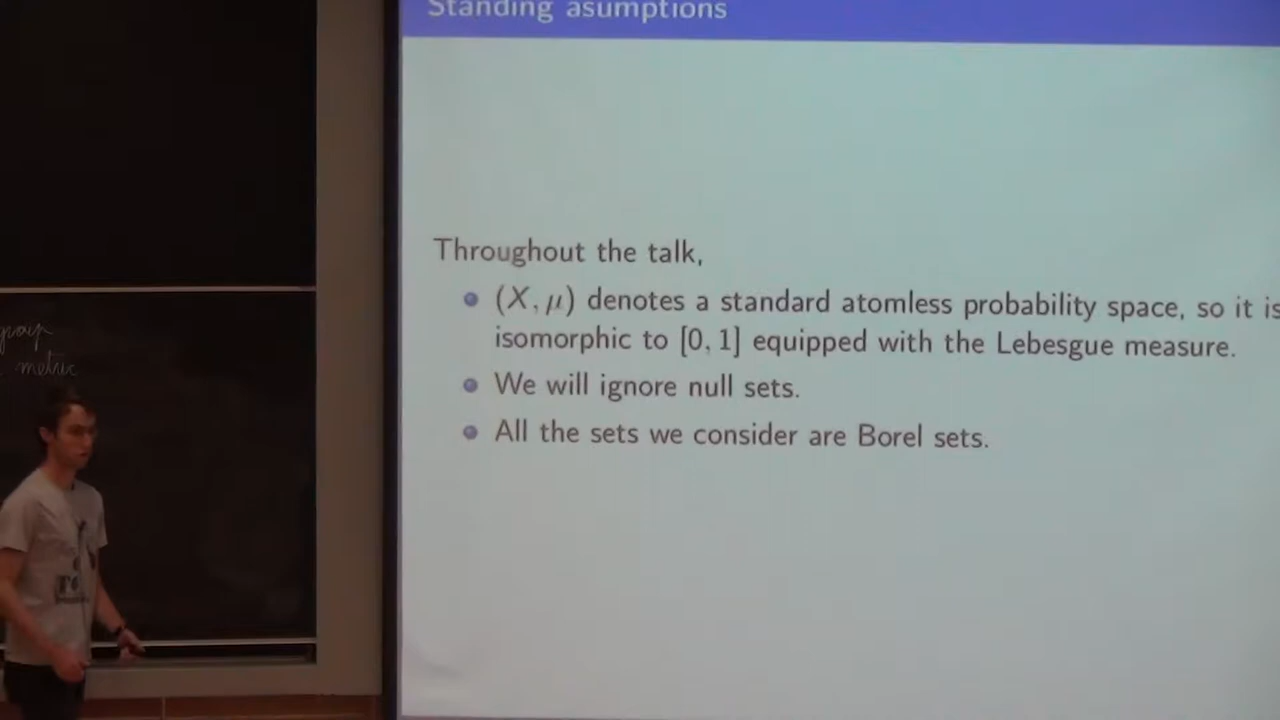 Standing asumptions
Throughout the talk,
(X, μ) denotes a standard atomless probability space, so it is
isomorphic to [0, 1] equipped with the Lebesgue measure.
We will ignore null sets.
All the sets we consider are Borel sets.
group
metric